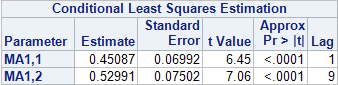 Conditional Least Squares Estimation
Parameter Estimate Standard Error t Value Approx Pr > |t| Lag
MA1,1 0.45087 0.06992 6.45 <.0001 1
MA1,2 0.52991 0.07502 7.06 <.0001 9